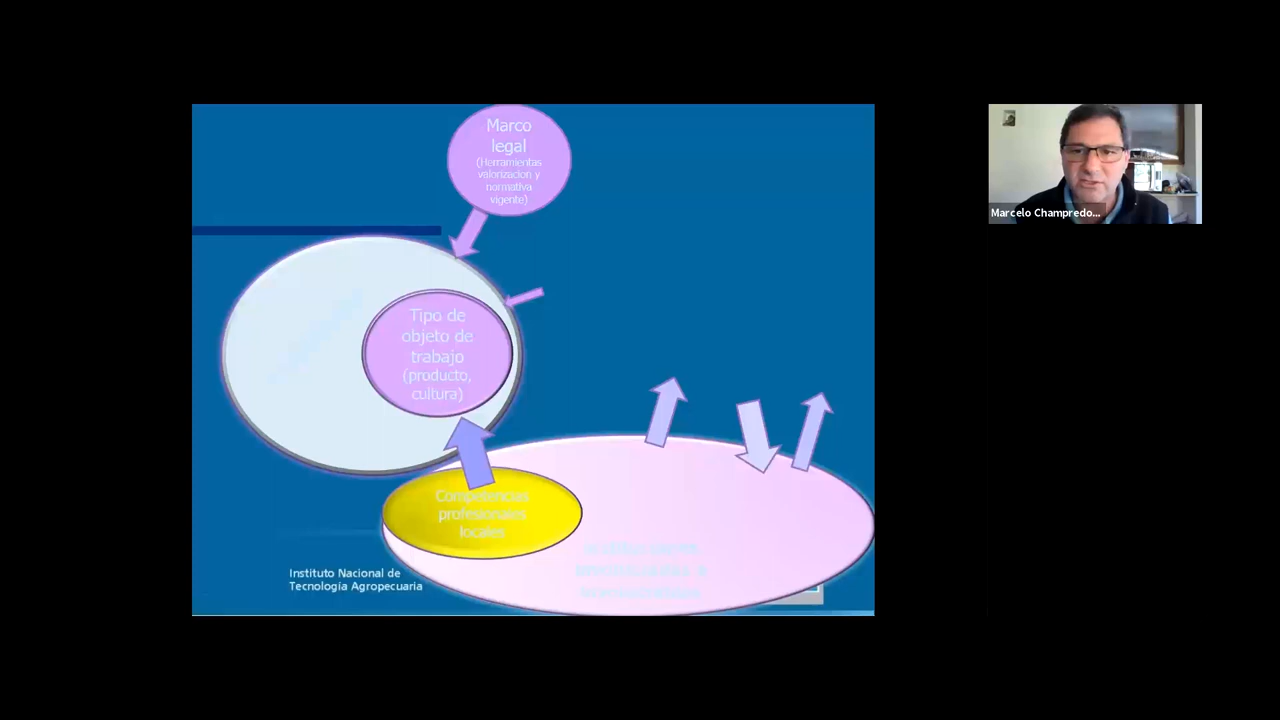 Marco
legal
(Herramientas
valorizacion y
normativa
vigente)
Tipo de
objeto de
trabajo
(producto,
cultura)
Competencias
profesionales
locales
Instituto Nacional de
Tecnología Agropecuaria
Marcelo Champredo...